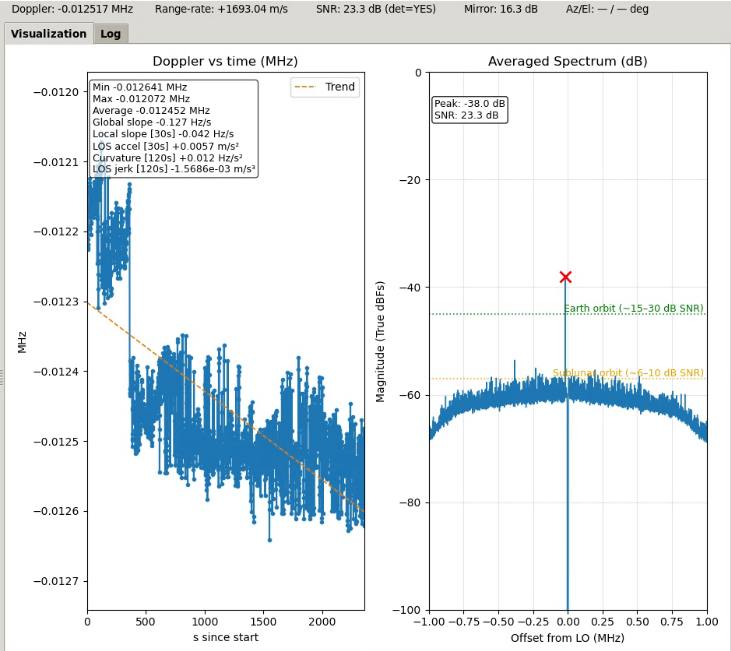 Doppler: -0.012517 MHz Range-rate: +1693.04 m/s SNR: 23.3 dB (det=YES) Mirror: 16.3 dB Az/El: — / — deg
Visualization Log
Doppler vs time (MHz)
Min -0.012641 MHz
Max -0.012072 MHz
Average -0.012452 MHz
Global slope -0.127 Hz/s
Local slope [30s] -0.042 Hz/s
LOS accel [30s] +0.0057 m/s²
Curvature [120s] +0.012 Hz/s²
LOS jerk [120s] -1.5686e-03 m/s³
Trend
MHz
−0.0120
−0.0121
−0.0122
−0.0123
−0.0124
−0.0125
−0.0126
−0.0127
0 500 1000 1500 2000
s since start
Averaged Spectrum (dB)
Peak: -38.0 dB
SNR: 23.3 dB
Earth orbit (~15–30 dB SNR)
Sublunar orbit (~6–10 dB SNR)
Magnitude (True dBFs)
0
−20
−40
−60
−80
−100
−1.00 −0.75 −0.50 −0.25 0.00 0.25 0.50 0.75 1.00
Offset from LO (MHz)